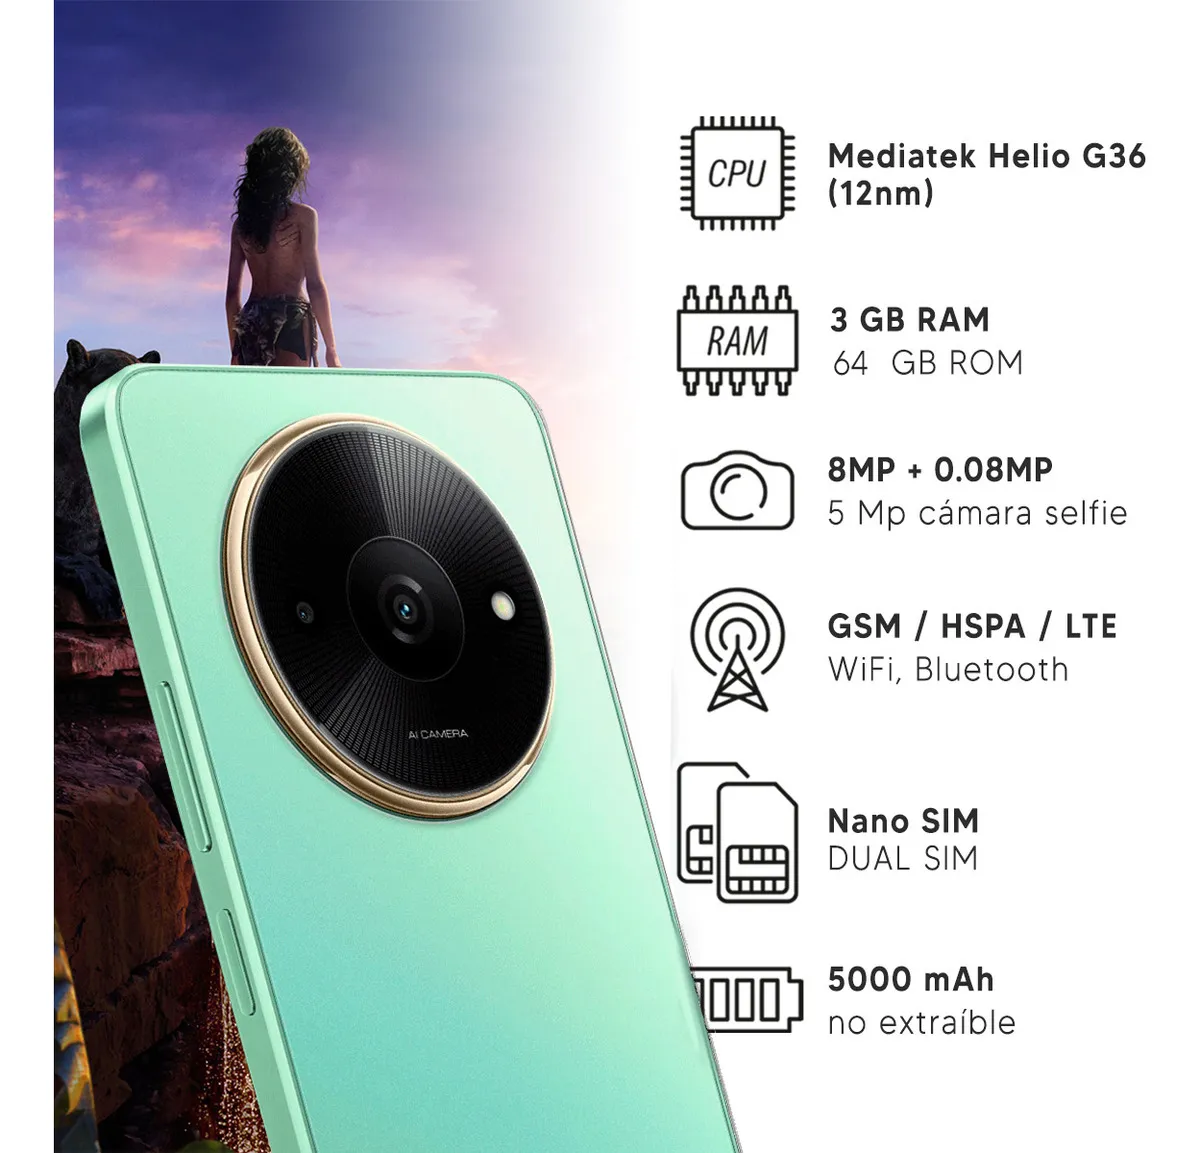 CPU
Mediatek Helio G36
(12nm)
RAM
3 GB RAM
64 GB ROM
8MP + 0.08MP
5 Mp cámara selfie
GSM / HSPA / LTE
WiFi, Bluetooth
AI CAMERA
Nano SIM
DUAL SIM
5000 mAh
no extraíble